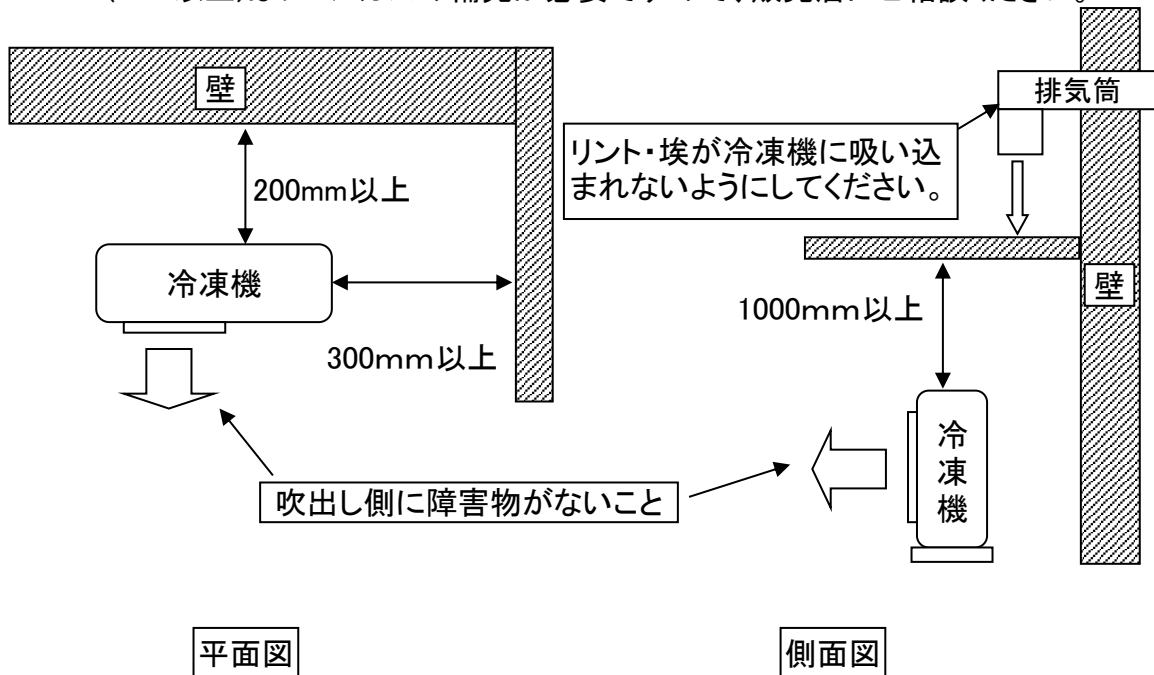 壁
200mm以上
冷凍機
300mm以上
排気筒
リント・埃が冷凍機に吸い込
まれないようにしてください。
壁
1000mm以上
冷凍機
吹出し側に障害物がないこと
平面図
側面図